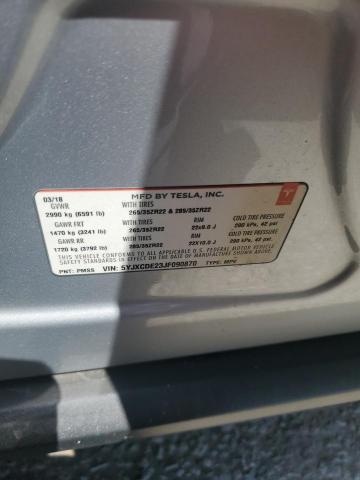 MFD BY TESLA, INC.
03/18
GVWR WITH TIRES
2990 kg (6591 lb) 265/35ZR22 & 285/35ZR22
GAWR FRT WITH TIRES RIM COLD TIRE PRESSURE
1470 kg (3241 lb) 265/35ZR22 22x9.0 J 290 kPa, 42 psi
GAWR RR WITH TIRES RIM COLD TIRE PRESSURE
1720 kg (3792 lb) 285/35ZR22 22X10.0 J 290 kPa, 42 psi
THIS VEHICLE CONFORMS TO ALL APPLICABLE U.S. FEDERAL MOTOR VEHICLE
SAFETY STANDARDS IN EFFECT ON THE DATE OF MANUFACTURE SHOWN ABOVE.
PNT: PMSS VIN: 5YJXCDE23JF090870 TYPE: MPV